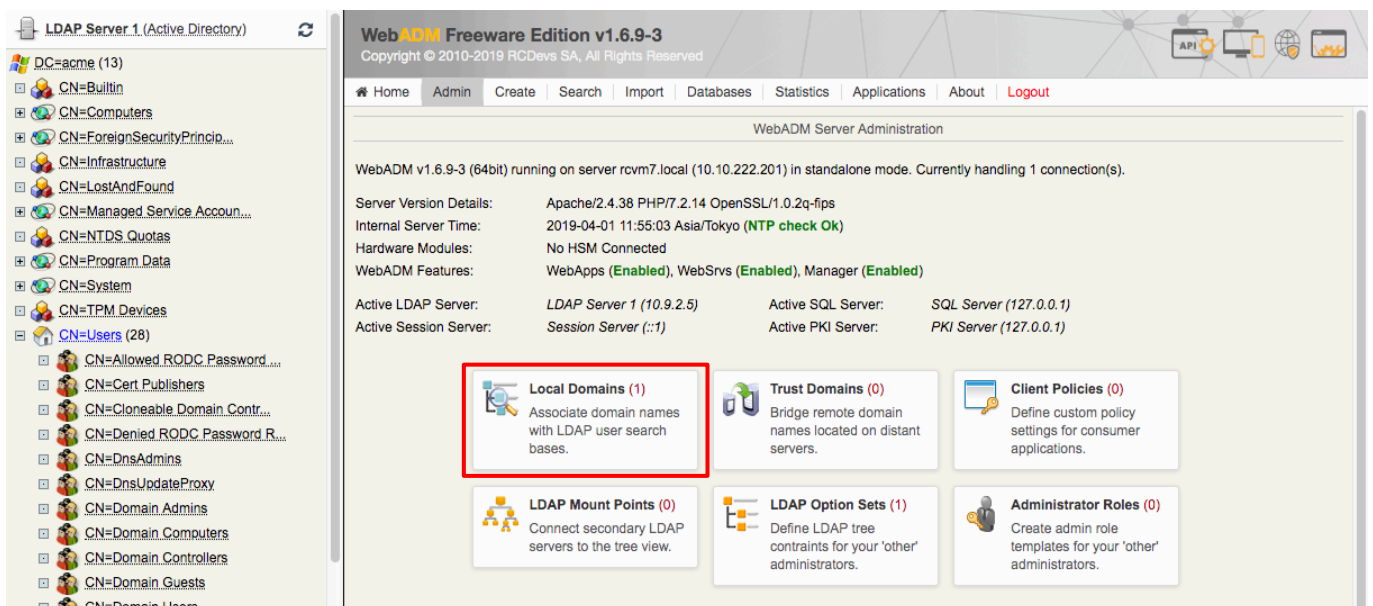 LDAP Server 1 (Active Directory)
DC=acme (13)
CN=Builtin
CN=Computers
CN=ForeignSecurityPrincip...
CN=Infrastructure
CN=LostAndFound
CN=Managed Service Accoun...
CN=NTDS Quotas
CN=Program Data
CN=System
CN=TPM Devices
CN=Users (28)
CN=Allowed RODC Password ...
CN=Cert Publishers
CN=Cloneable Domain Contr...
CN=Denied RODC Password R...
CN=DnsAdmins
CN=DnsUpdateProxy
CN=Domain Admins
CN=Domain Computers
CN=Domain Controllers
CN=Domain Guests
CN=Domain Users
WebADM Freeware Edition v1.6.9-3
Copyright © 2010-2019 RCDevs SA, All Rights Reserved
API
Home Admin Create Search Import Databases Statistics Applications About Logout
WebADM Server Administration
WebADM v1.6.9-3 (64bit) running on server rcvm7.local (10.10.222.201) in standalone mode. Currently handling 1 connection(s).
Server Version Details: Apache/2.4.38 PHP/7.2.14 OpenSSL/1.0.2q-fips
Internal Server Time: 2019-04-01 11:55:03 Asia/Tokyo (NTP check Ok)
Hardware Modules: No HSM Connected
WebADM Features: WebApps (Enabled), WebSrvs (Enabled), Manager (Enabled)
Active LDAP Server: LDAP Server 1 (10.9.2.5) Active SQL Server: SQL Server (127.0.0.1)
Active Session Server: Session Server (::1) Active PKI Server: PKI Server (127.0.0.1)
Local Domains (1)
Associate domain names
with LDAP user search
bases.
Trust Domains (0)
Bridge remote domain
names located on distant
servers.
Client Policies (0)
Define custom policy
settings for consumer
applications.
LDAP Mount Points (0)
Connect secondary LDAP
servers to the tree view.
LDAP Option Sets (1)
Define LDAP tree
contraints for your 'other'
administrators.
Administrator Roles (0)
Create admin role
templates for your 'other'
administrators.